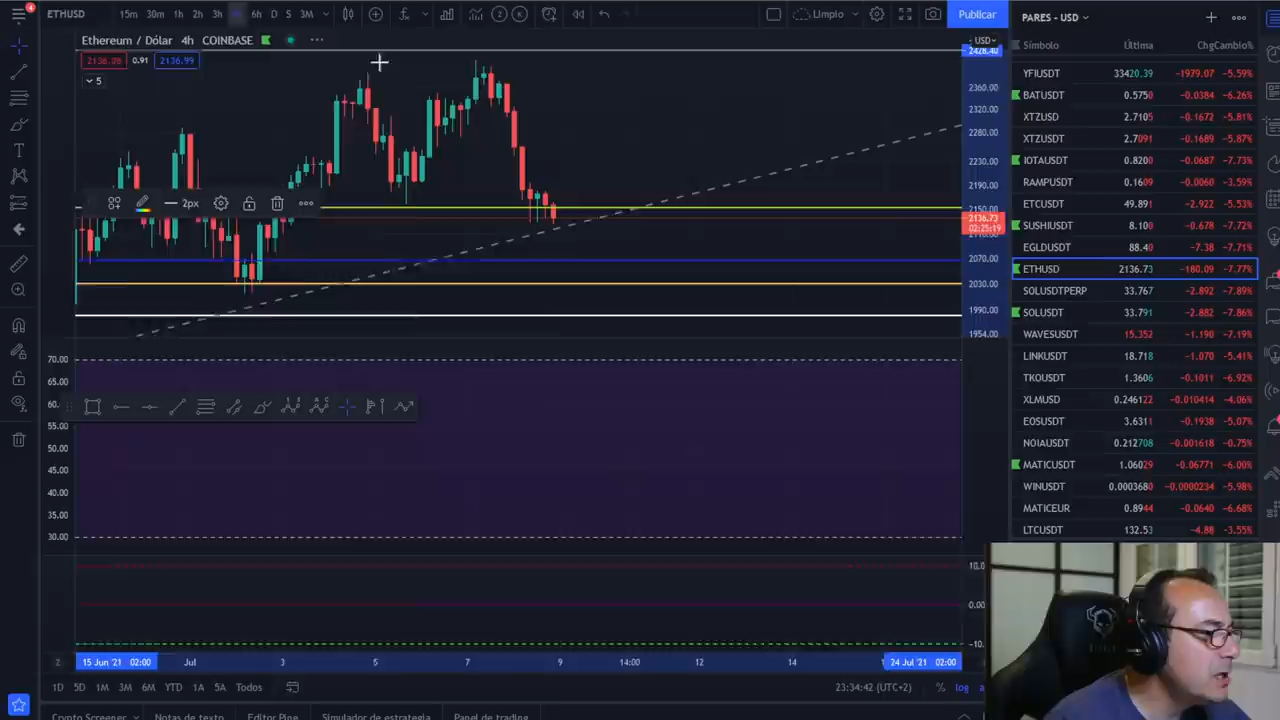 4
ETHUSD
15m 30m 1h 2h 3h 4h 6h D S 3M
2
K
Limpio
Publicar
PARES - USD
Ethereum / Dólar 4h COINBASE
USD
2136.08 0.91 2136.99
5
2428.40
2360.00
2320.00
2280.00
2230.00
2190.00
2150.00
2136.73
02:25:19
2110.00
2070.00
2030.00
1990.00
1954.00
2px
Símbolo Última Chg Cambio%
YFIUSDT 33420.39 -1979.07 -5.59%
BATUSDT 0.5750 -0.0384 -6.26%
XTZUSD 2.7105 -0.1672 -5.81%
XTZUSDT 2.7091 -0.1689 -5.87%
IOTAUSDT 0.8200 -0.0687 -7.73%
RAMPUSDT 0.1609 -0.0060 -3.59%
ETCUSDT 49.891 -2.922 -5.53%
SUSHIUSDT 8.100 -0.678 -7.72%
EGLDUSDT 88.40 -7.38 -7.71%
ETHUSD 2136.73 -180.09 -7.77%
SOLUSDTPERP 33.767 -2.892 -7.89%
SOLUSDT 33.791 -2.882 -7.86%
WAVESUSDT 15.352 -1.190 -7.19%
LINKUSDT 18.718 -1.070 -5.41%
TKOUSDT 1.3606 -0.1011 -6.92%
XLMUSD 0.246122 -0.010414 -4.06%
EOSUSDT 3.6311 -0.1938 -5.07%
NOIAUSDT 0.212708 -0.001618 -0.75%
MATICUSDT 1.06029 -0.06771 -6.00%
WINUSDT 0.0003680 -0.0000234 -5.98%
MATICEUR 0.8944 -0.0640 -6.68%
LTCUSDT 132.53 -4.88 -3.55%
70.00
65.00
60.
55.00
50.00
45.00
40.00
35.00
30.00
10.0
0.00
-10.
Z
15 Jun '21 02:00 Jul 3 5 7 9 14:00 12 14 24 Jul '21 02:00
1D 5D 1M 3M 6M YTD 1A 5A Todos
23:34:42 (UTC+2) % log a
Crypto Screener Notas de texto Editor Pine Simulador de estrategia Panel de trading